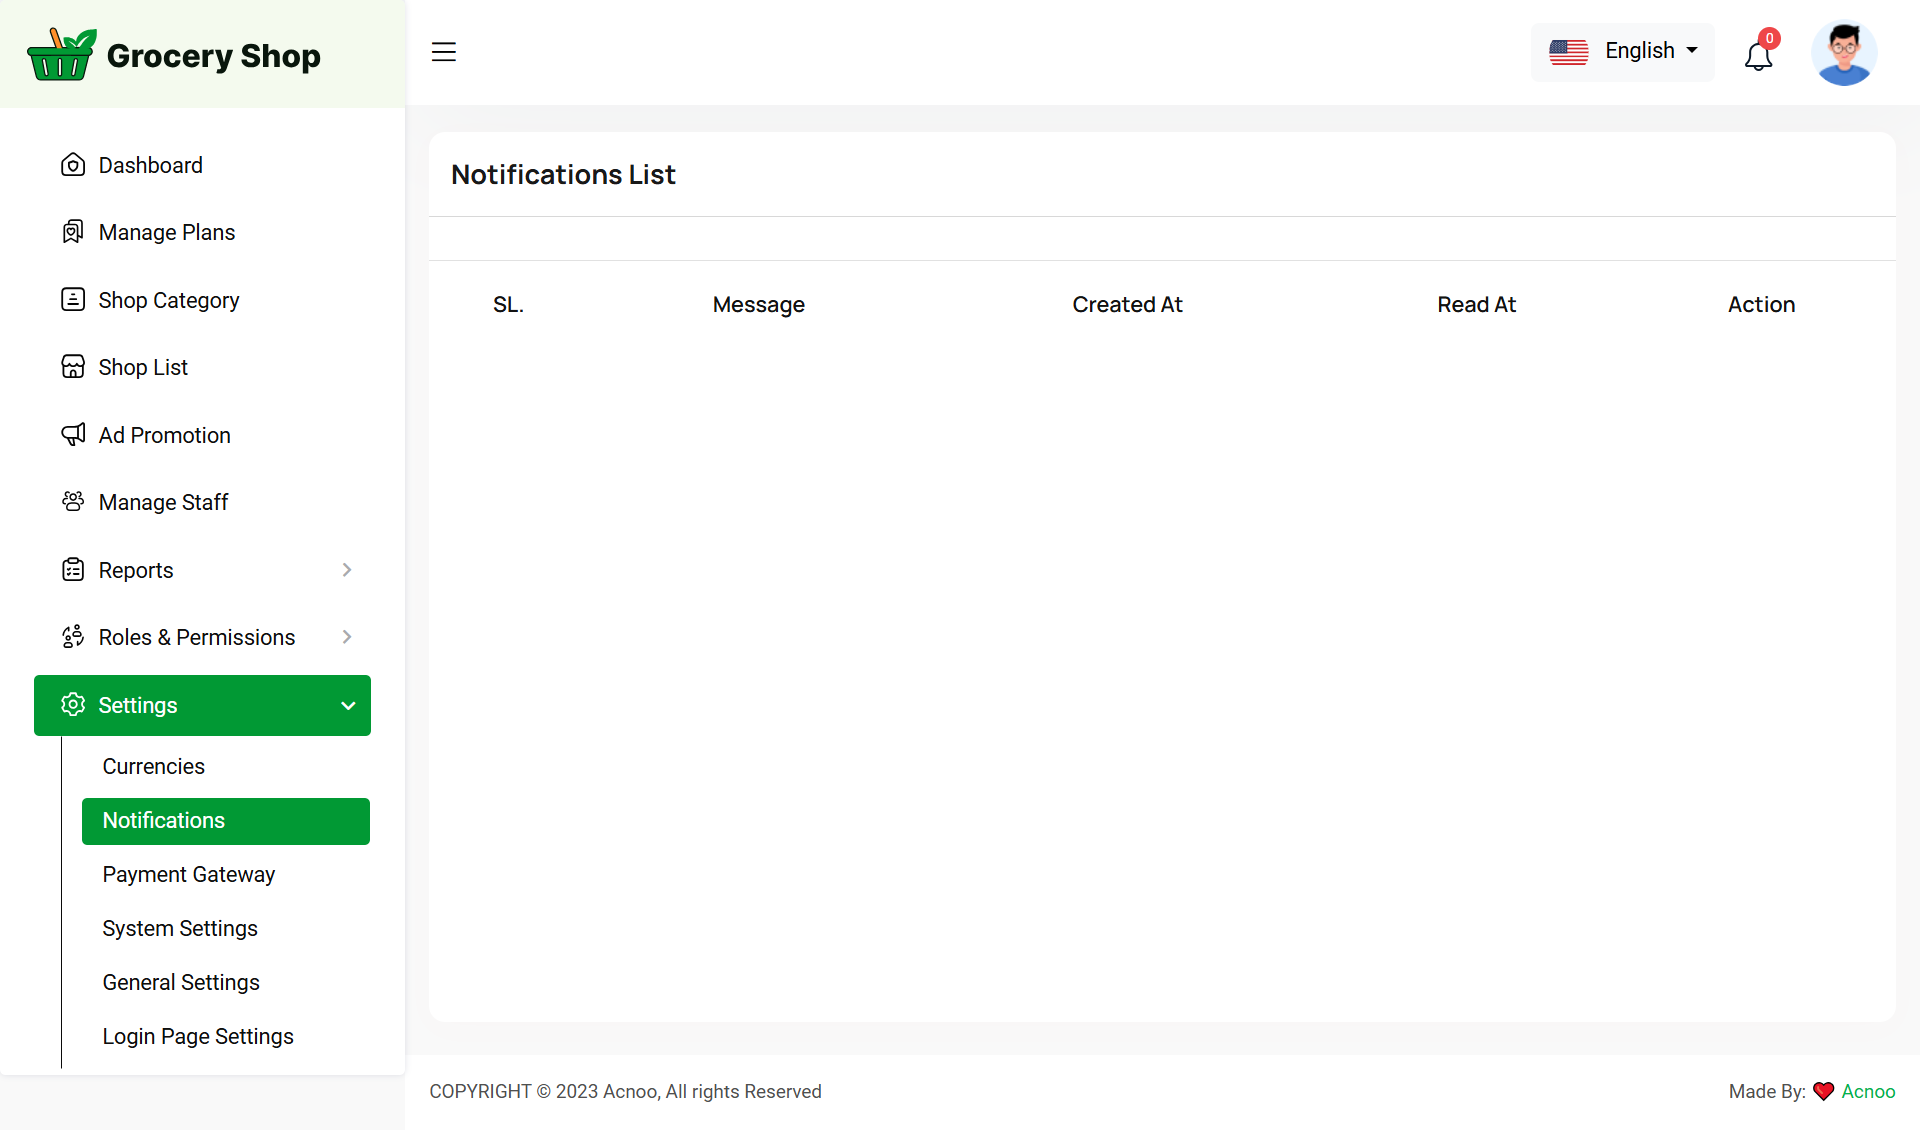 Grocery Shop
English
0
Dashboard
Manage Plans
Shop Category
Shop List
Ad Promotion
Manage Staff
Reports
Roles & Permissions
Settings
Currencies
Notifications
Payment Gateway
System Settings
General Settings
Login Page Settings
Notifications List
SL. Message Created At Read At Action
COPYRIGHT © 2023 Acnoo, All rights Reserved
Made By: ❤ Acnoo